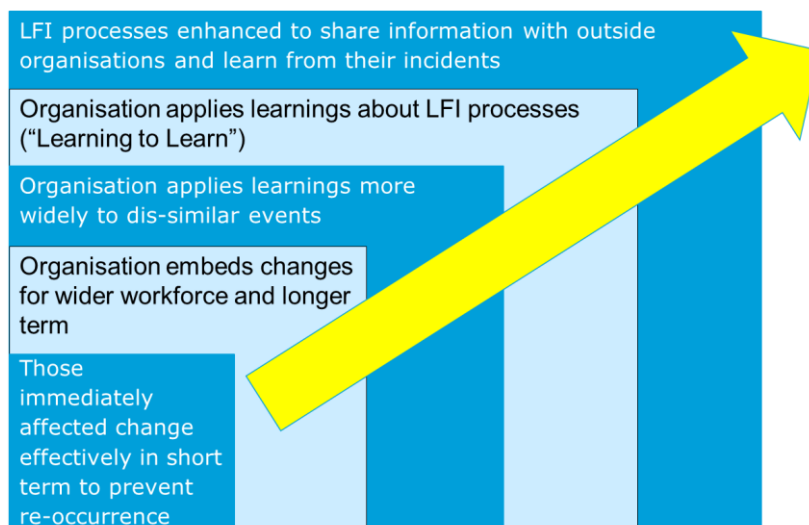 LFI processes enhanced to share information with outside
organisations and learn from their incidents
Organisation applies learnings about LFI processes
(“Learning to Learn”)
Organisation applies learnings more
widely to dis-similar events
Organisation embeds changes
for wider workforce and longer
term
Those
immediately
affected change
effectively in short
term to prevent
re-occurrence